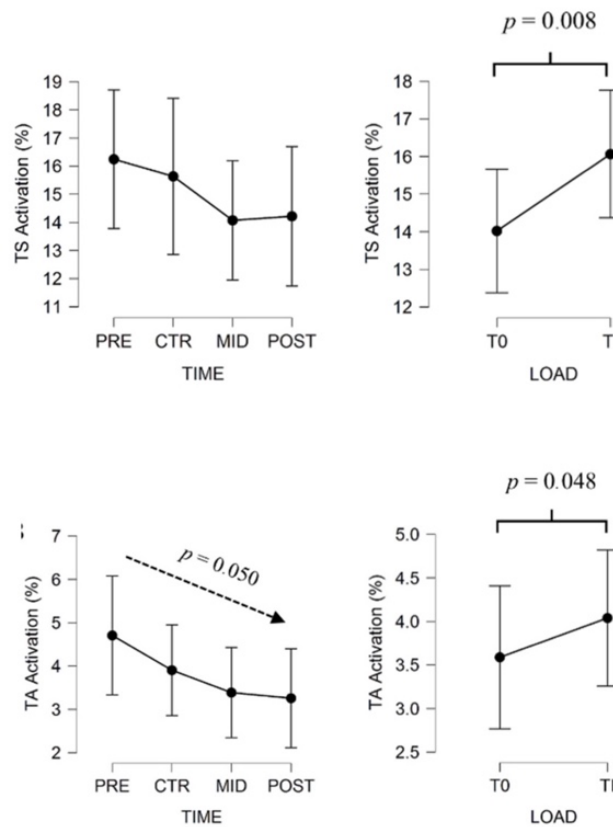 p = 0.008
19
18
17
16
15
14
13
12
11
TS Activation (%)
PRE CTR MID POST
TIME
18
16
15
14
13
12
TS Activation (%)
T0 T
LOAD
p = 0.048
7
6
5
4
3
2
TA Activation (%)
p = 0.050
PRE CTR MID POST
TIME
5.0
4.5
4.0
3.5
3.0
2.5
TA Activation (%)
T0
LOAD